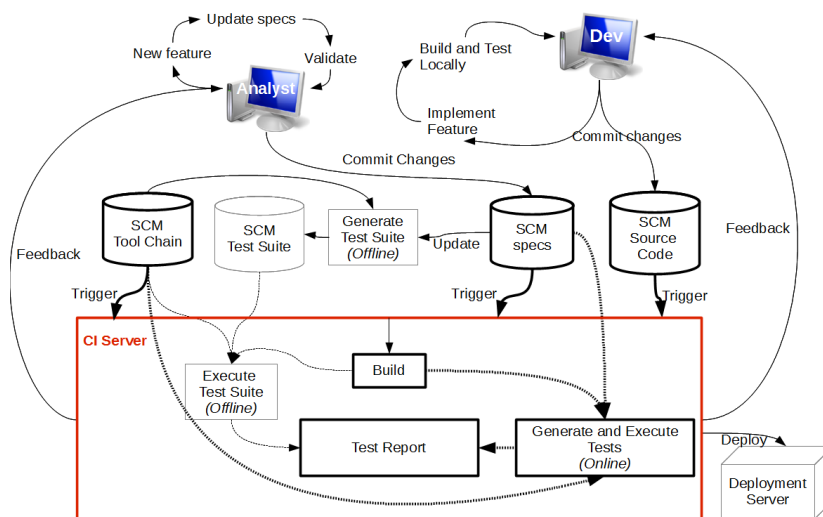 Update specs
New feature
Validate
Analyst
Dev
Build and Test
Locally
Implement
Feature
Commit changes
Commit Changes
SCM
Tool Chain
SCM
Test Suite
Generate
Test Suite
(Offline)
Update
SCM
specs
SCM
Source
Code
Feedback
Feedback
Trigger
Trigger
Trigger
CI Server
Execute
Test Suite
(Offline)
Build
Test Report
Generate and Execute
Tests
(Online)
Deploy
Deployment
Server